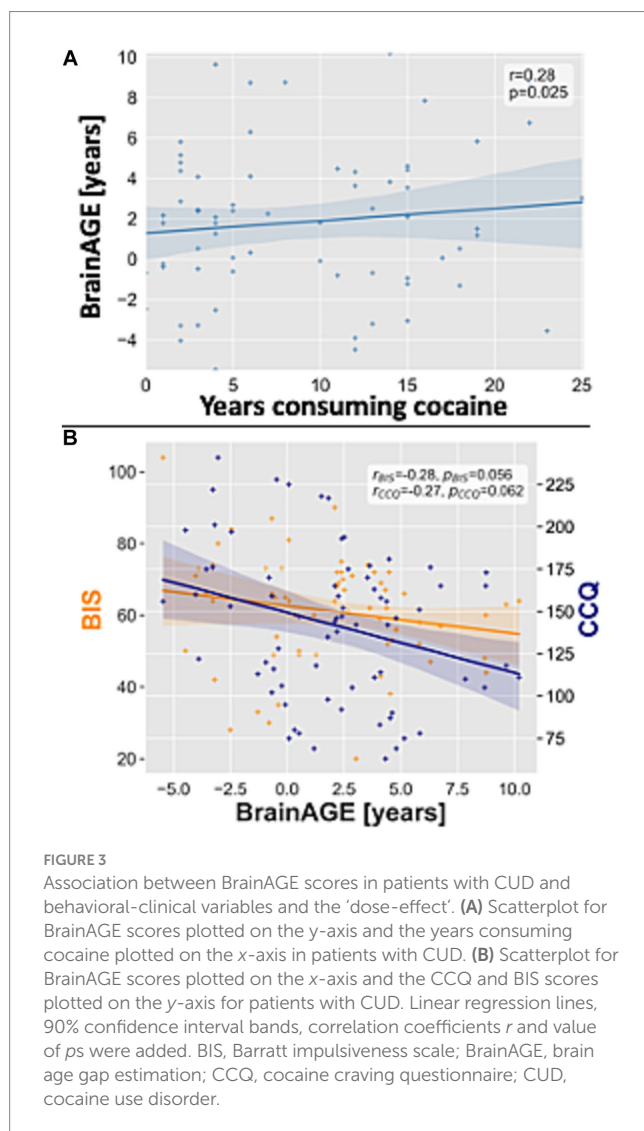 A
10
8
6
4
2
0
−2
−4
BrainAGE [years]
r=0.28
p=0.025
0 5 10 15 20 25
Years consuming cocaine
B
100
80
60
40
20
BIS
rBIS=-0.28, pBIS=0.056
rCCQ=-0.27, pCCQ=0.062
225
200
175
150
125
100
75
CCQ
−5.0 −2.5 0.0 2.5 5.0 7.5 10.0
BrainAGE [years]
FIGURE 3
Association between BrainAGE scores in patients with CUD and
behavioral-clinical variables and the ‘dose-effect’. (A) Scatterplot for
BrainAGE scores plotted on the y-axis and the years consuming
cocaine plotted on the x-axis in patients with CUD. (B) Scatterplot for
BrainAGE scores plotted on the x-axis and the CCQ and BIS scores
plotted on the y-axis for patients with CUD. Linear regression lines,
90% confidence interval bands, correlation coefficients r and value
of ps were added. BIS, Barratt impulsiveness scale; BrainAGE, brain
age gap estimation; CCQ, cocaine craving questionnaire; CUD,
cocaine use disorder.